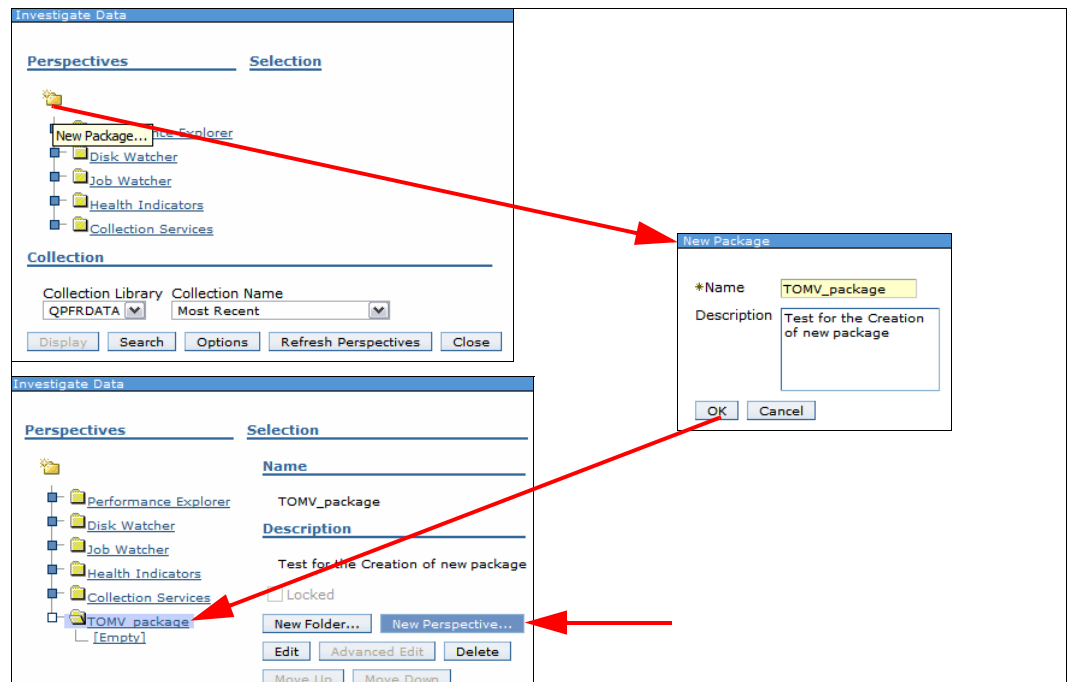 Investigate Data
Perspectives Selection
New Package...
nce Explorer
Disk Watcher
Job Watcher
Health Indicators
Collection Services
Collection
Collection Library Collection Name
QPFRDATA Most Recent
Display Search Options Refresh Perspectives Close
New Package
*Name TOMV_package
Description Test for the Creation
of new package
OK Cancel
Investigate Data
Perspectives Selection
Name
Performance Explorer TOMV_package
Disk Watcher Description
Job Watcher
Health Indicators Test for the Creation of new package
Collection Services Locked
TOMV_package New Folder... New Perspective...
[Empty]
Edit Advanced Edit Delete
Move Up Move Down